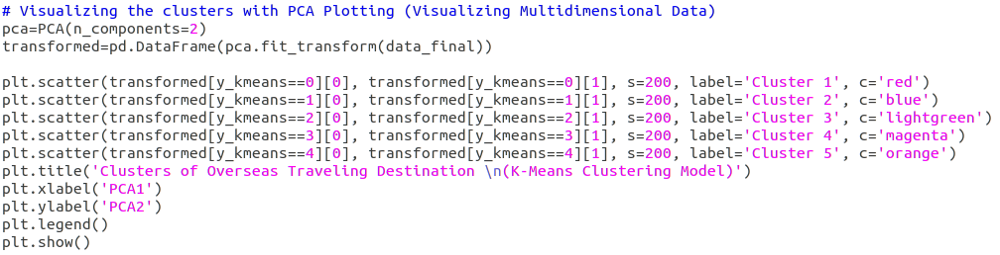 # Visualizing the clusters with PCA Plotting (Visualizing Multidimensional Data)
pca=PCA(n_components=2)
transformed=pd.DataFrame(pca.fit_transform(data_final))
plt.scatter(transformed[y_kmeans==0][0], transformed[y_kmeans==0][1], s=200, label='Cluster 1', c='red')
plt.scatter(transformed[y_kmeans==1][0], transformed[y_kmeans==1][1], s=200, label='Cluster 2', c='blue')
plt.scatter(transformed[y_kmeans==2][0], transformed[y_kmeans==2][1], s=200, label='Cluster 3', c='lightgreen')
plt.scatter(transformed[y_kmeans==3][0], transformed[y_kmeans==3][1], s=200, label='Cluster 4', c='magenta')
plt.scatter(transformed[y_kmeans==4][0], transformed[y_kmeans==4][1], s=200, label='Cluster 5', c='orange')
plt.title('Clusters of Overseas Traveling Destination \n(K-Means Clustering Model)')
plt.xlabel('PCA1')
plt.ylabel('PCA2')
plt.legend()
plt.show()